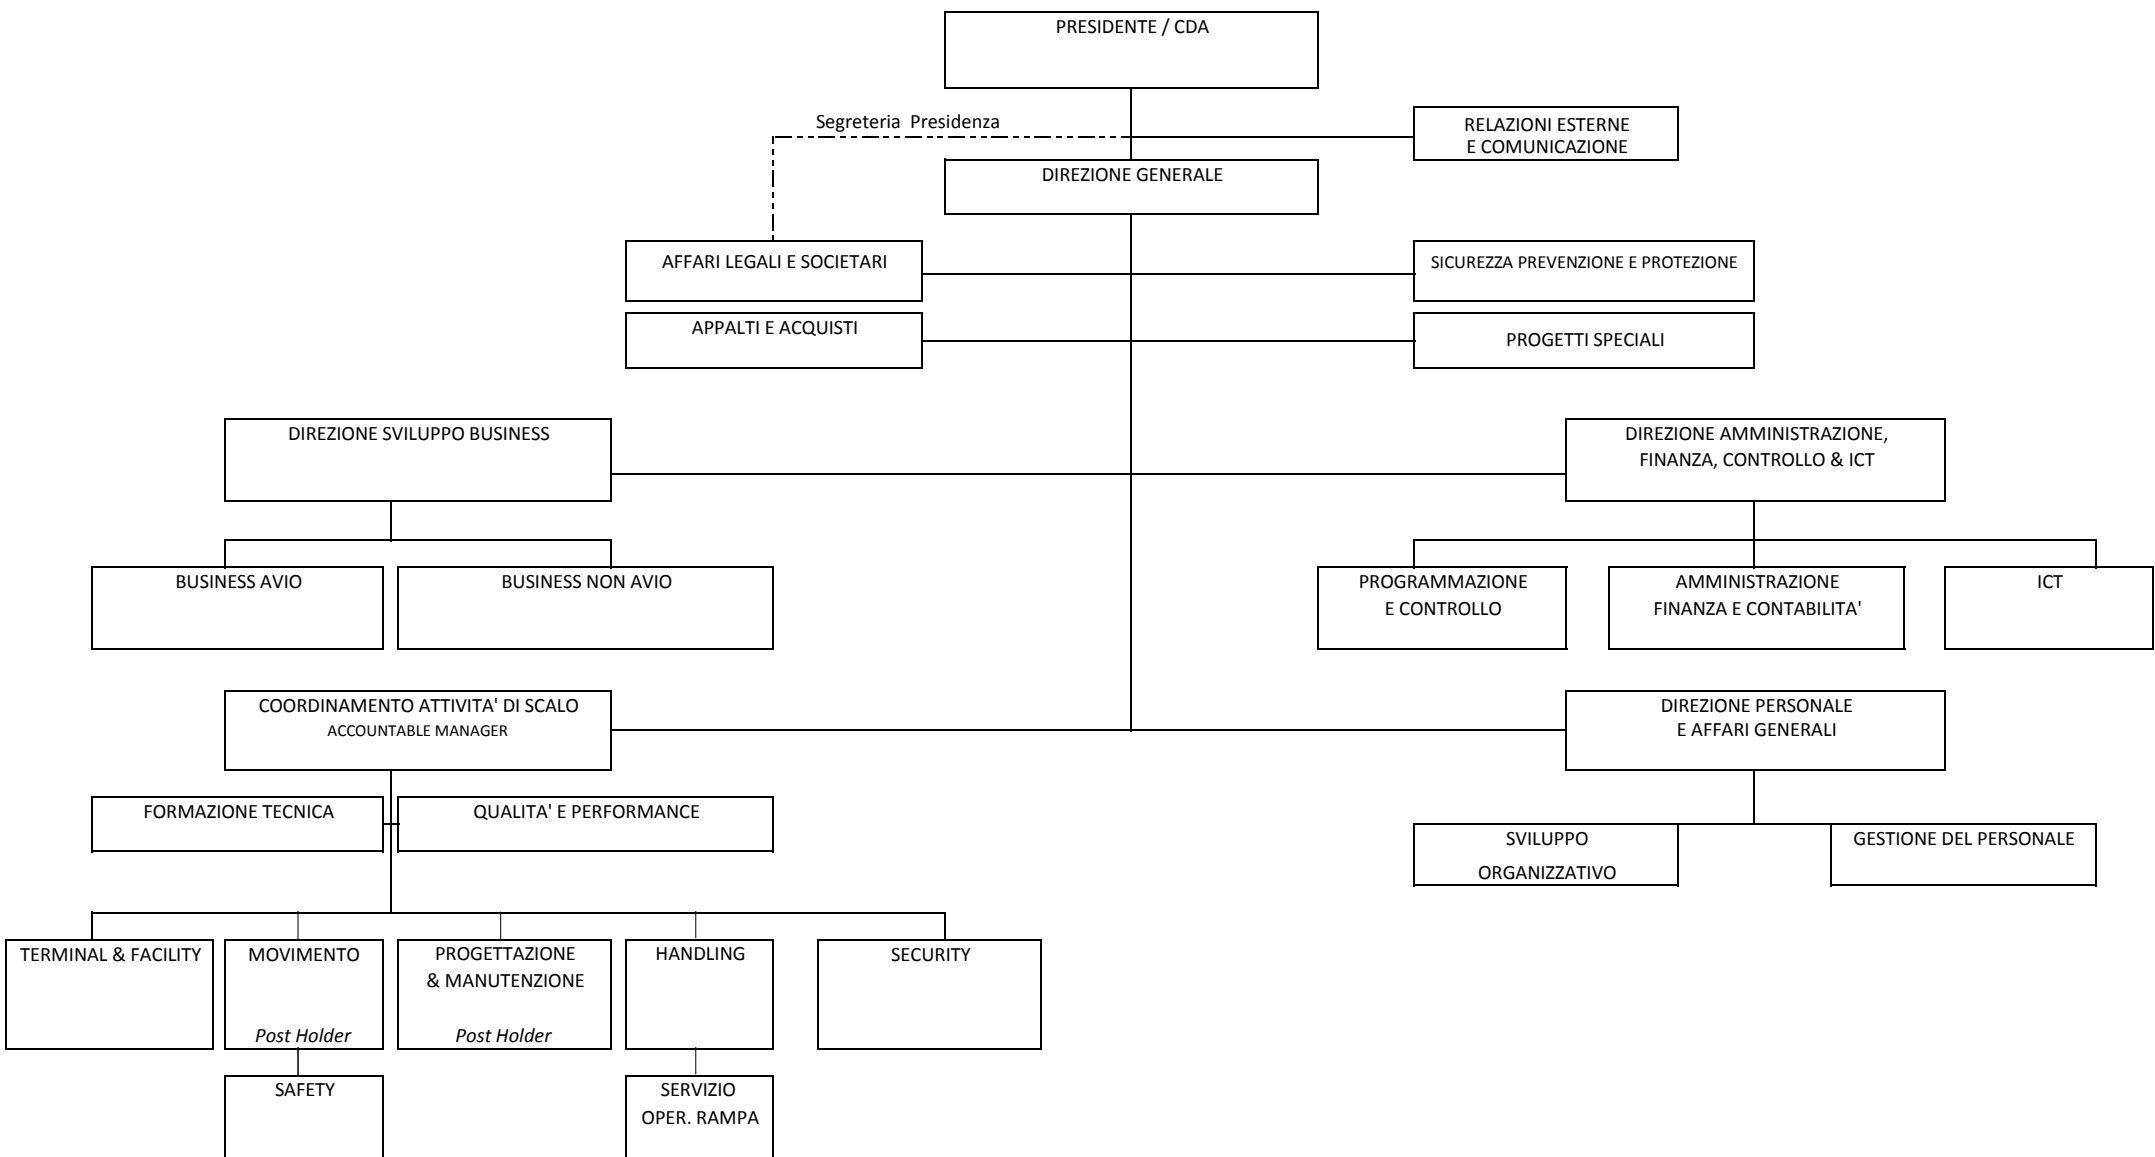 PRESIDENTE / CDA
Segreteria Presidenza
RELAZIONI ESTERNE
E COMUNICAZIONE
DIREZIONE GENERALE
AFFARI LEGALI E SOCIETARI
SICUREZZA PREVENZIONE E PROTEZIONE
APPALTI E ACQUISTI
PROGETTI SPECIALI
DIREZIONE SVILUPPO BUSINESS
DIREZIONE AMMINISTRAZIONE,
FINANZA, CONTROLLO & ICT
BUSINESS AVIO
BUSINESS NON AVIO
PROGRAMMAZIONE
E CONTROLLO
AMMINISTRAZIONE
FINANZA E CONTABILITA'
ICT
COORDINAMENTO ATTIVITA' DI SCALO
ACCOUNTABLE MANAGER
DIREZIONE PERSONALE
E AFFARI GENERALI
FORMAZIONE TECNICA
QUALITA' E PERFORMANCE
SVILUPPO
ORGANIZZATIVO
GESTIONE DEL PERSONALE
TERMINAL & FACILITY
MOVIMENTO
Post Holder
PROGETTAZIONE
& MANUTENZIONE
Post Holder
HANDLING
SECURITY
SAFETY
SERVIZIO
OPER. RAMPA